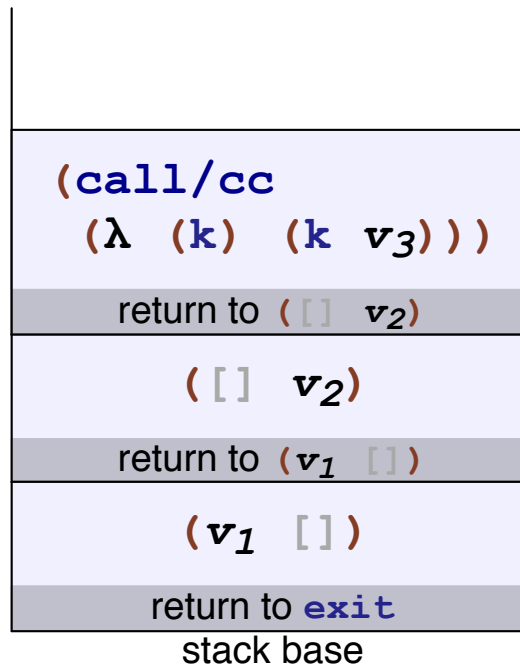 (call/cc
(λ (k) (k v₃)))
return to ([] v₂)
([] v₂)
return to (v₁ [])
(v₁ [])
return to exit
stack base